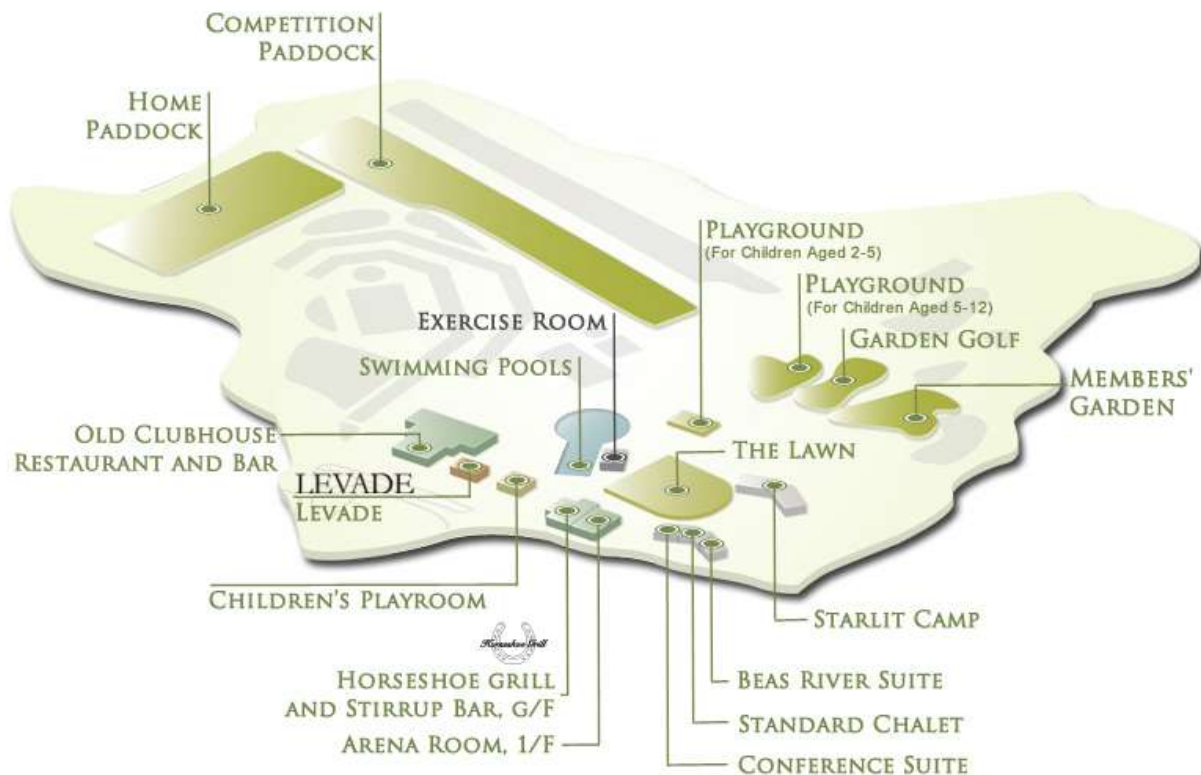 COMPETITION
PADDOCK
HOME
PADDOCK
PLAYGROUND
(For Children Aged 2-5)
PLAYGROUND
(For Children Aged 5-12)
EXERCISE ROOM
GARDEN GOLF
SWIMMING POOLS
MEMBERS'
GARDEN
OLD CLUBHOUSE
RESTAURANT AND BAR
THE LAWN
LEVADE
LEVADE
CHILDREN'S PLAYROOM
STARLIT CAMP
Horseshoe Grill
HORSESHOE GRILL
AND STIRRUP BAR, G/F
BEAS RIVER SUITE
STANDARD CHALET
ARENA ROOM, 1/F
CONFERENCE SUITE